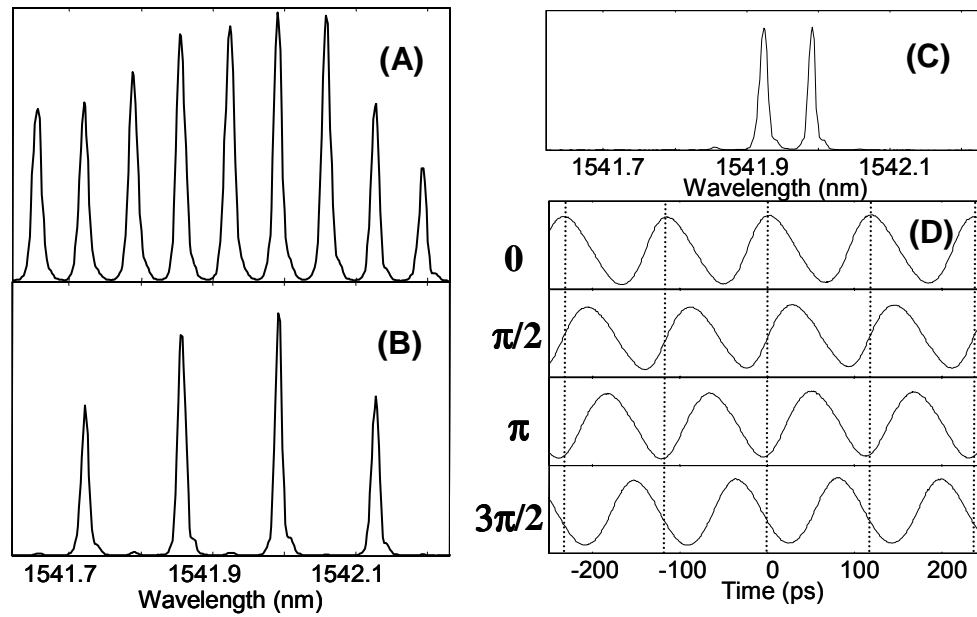 (A)
(B)
1541.7 1541.9 1542.1
Wavelength (nm)
(C)
1541.7 1541.9 1542.1
Wavelength (nm)
(D)
0
π/2
π
3π/2
-200 -100 0 100 200
Time (ps)